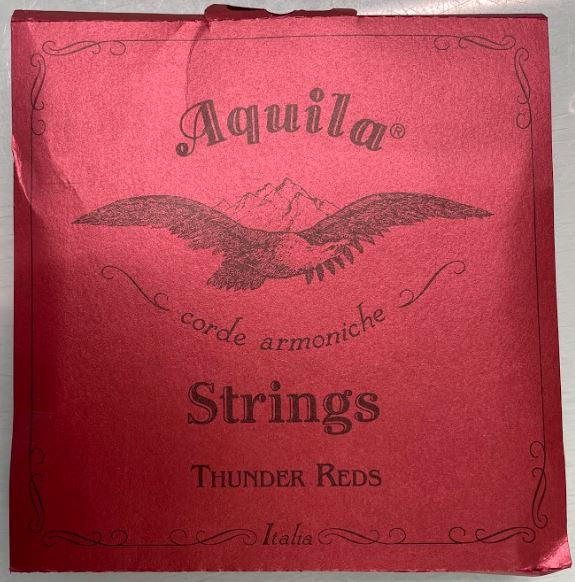 Aquila®
corde armoniche
Strings
THUNDER REDS
Italia